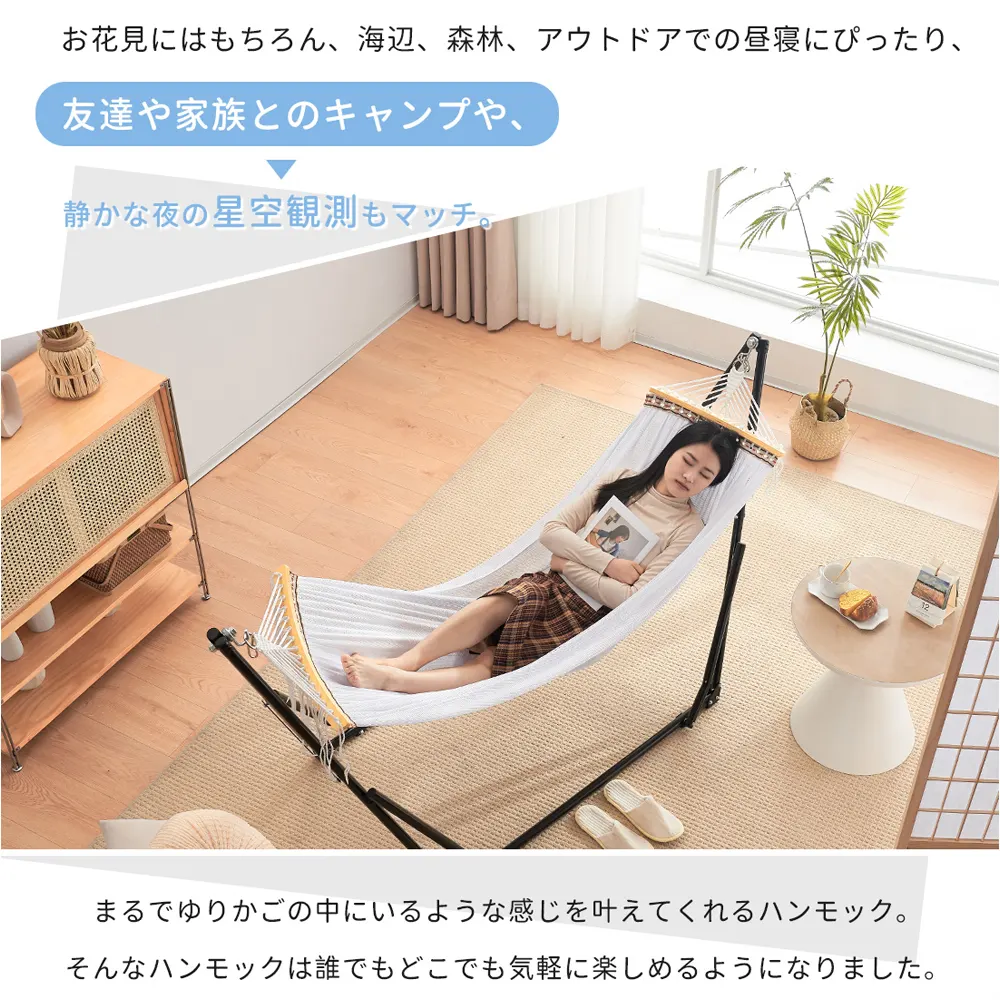 お花見にはもちろん、海辺、森林、アウトドアでの昼寝にぴったり、
友達や家族とのキャンプや、
静かな夜の星空観測もマッチ。
12
まるでゆりかごの中にいるような感じを叶えてくれるハンモック。
そんなハンモックは誰でもどこでも気軽に楽しめるようになりました。